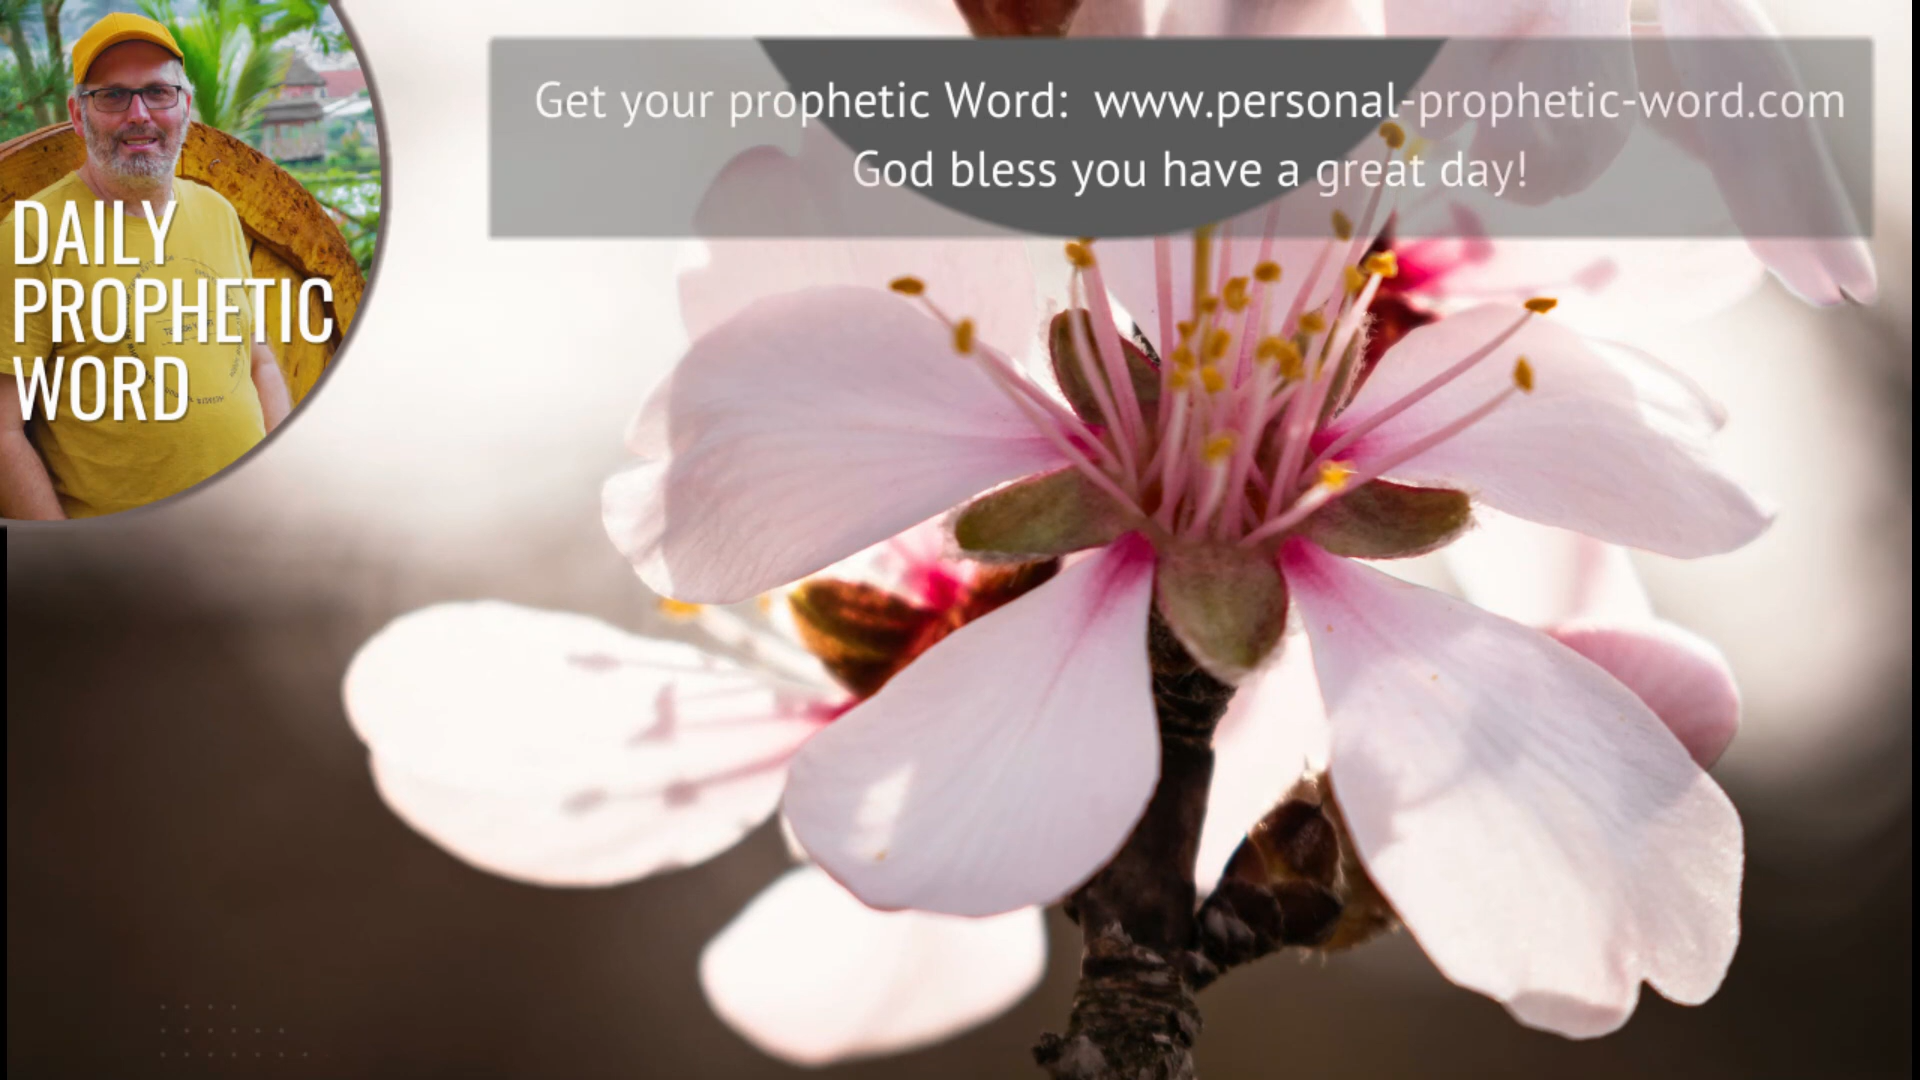 Get your prophetic Word:  www.personal-prophetic-word.com
God bless you have a great day!
DAILY
PROPHETIC
WORD